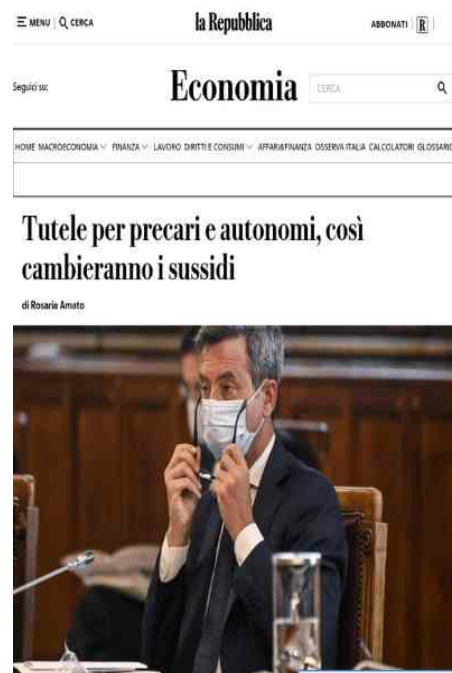 MENU CERCA la Repubblica ABBONATI R
Seguici su: Economia CERCA
HOME MACROECONOMIA FINANZA LAVORO DIRITTI E CONSUMI AFFARI&FINANZA OSSERVA ITALIA CALCOLATORI GLOSSARIO
Tutele per precari e autonomi, così
cambieranno i sussidi
di Rosaria Amato